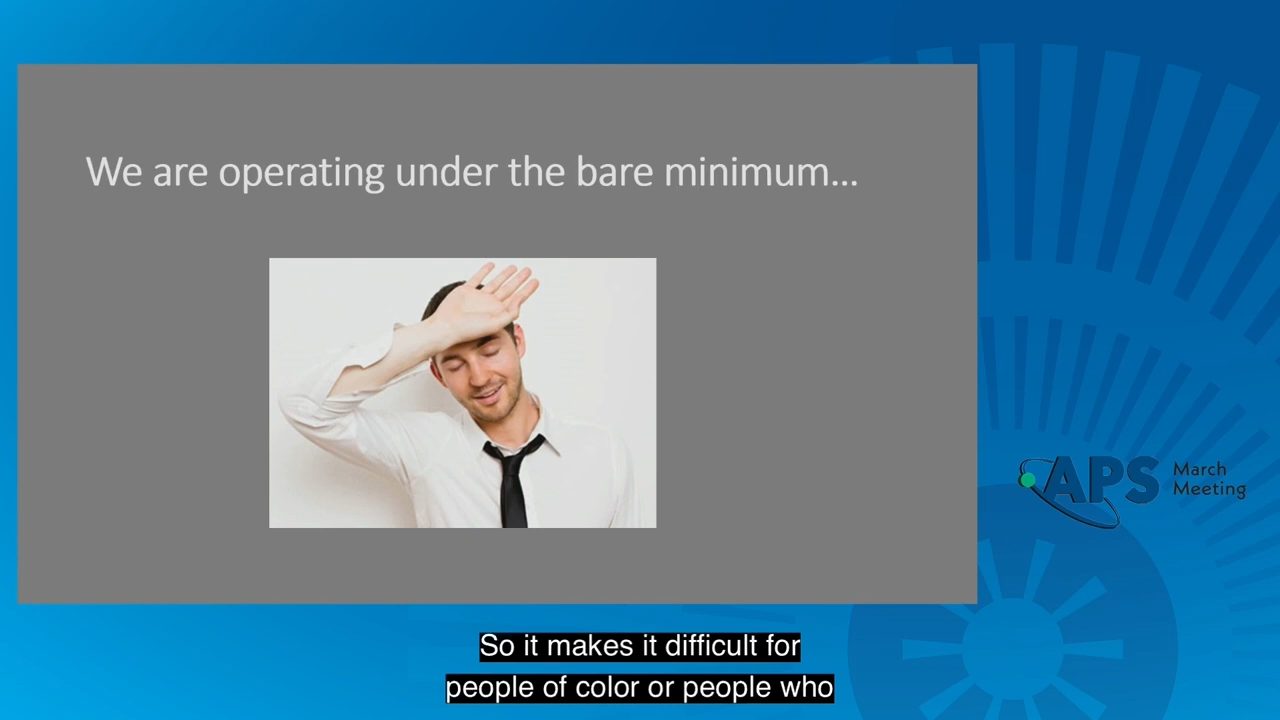 We are operating under the bare minimum...
APS March
Meeting
So it makes it difficult for
people of color or people who